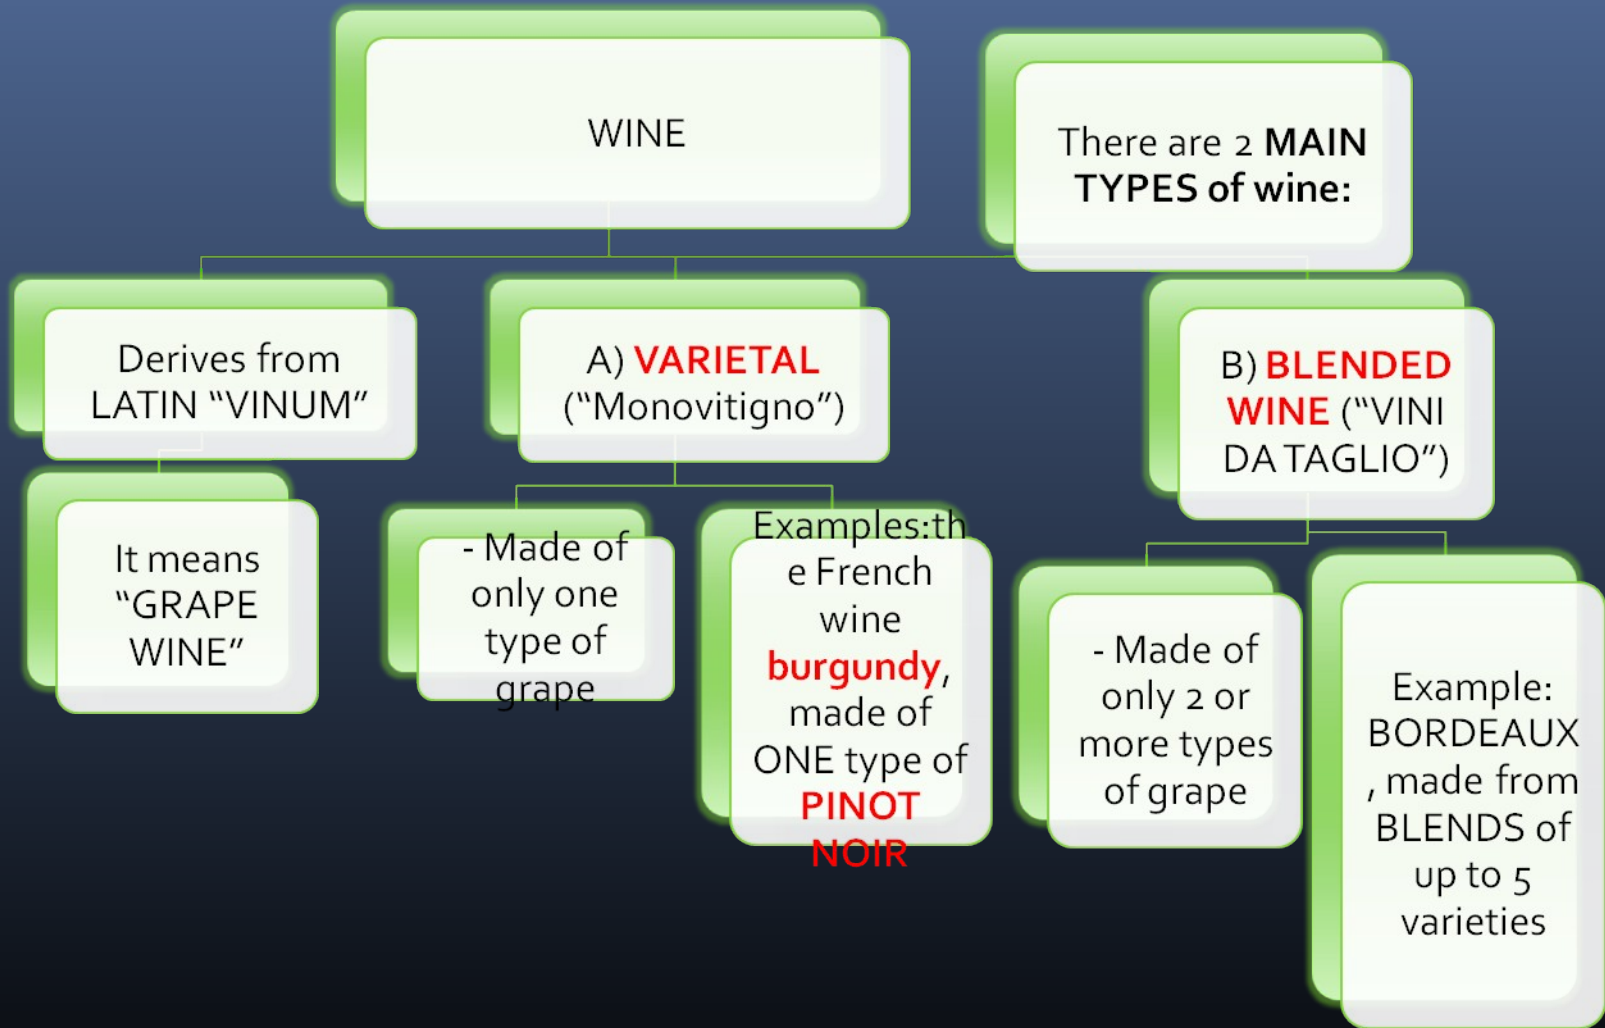 WINE
There are 2 MAIN
TYPES of wine:
Derives from
LATIN “VINUM”
A) VARIETAL
(“Monovitigno”)
B) BLENDED
WINE (“VINI
DA TAGLIO”)
It means
“GRAPE
WINE”
- Made of
only one
type of
grape
Examples:th
e French
wine
burgundy,
made of
ONE type of
PINOT
NOIR
- Made of
only 2 or
more types
of grape
Example:
BORDEAUX
, made from
BLENDS of
up to 5
varieties